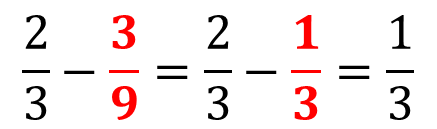 2/3 − 3/9 = 2/3 − 1/3 = 1/3